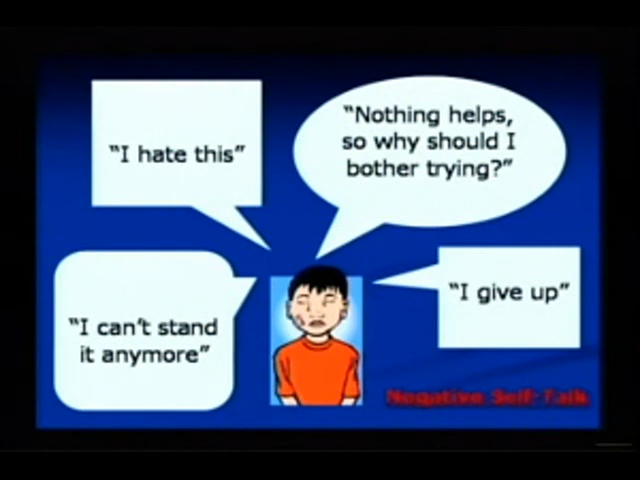 "I hate this"
"Nothing helps,
so why should I
bother trying?"
"I can't stand
it anymore"
"I give up"
Negative Self-Talk